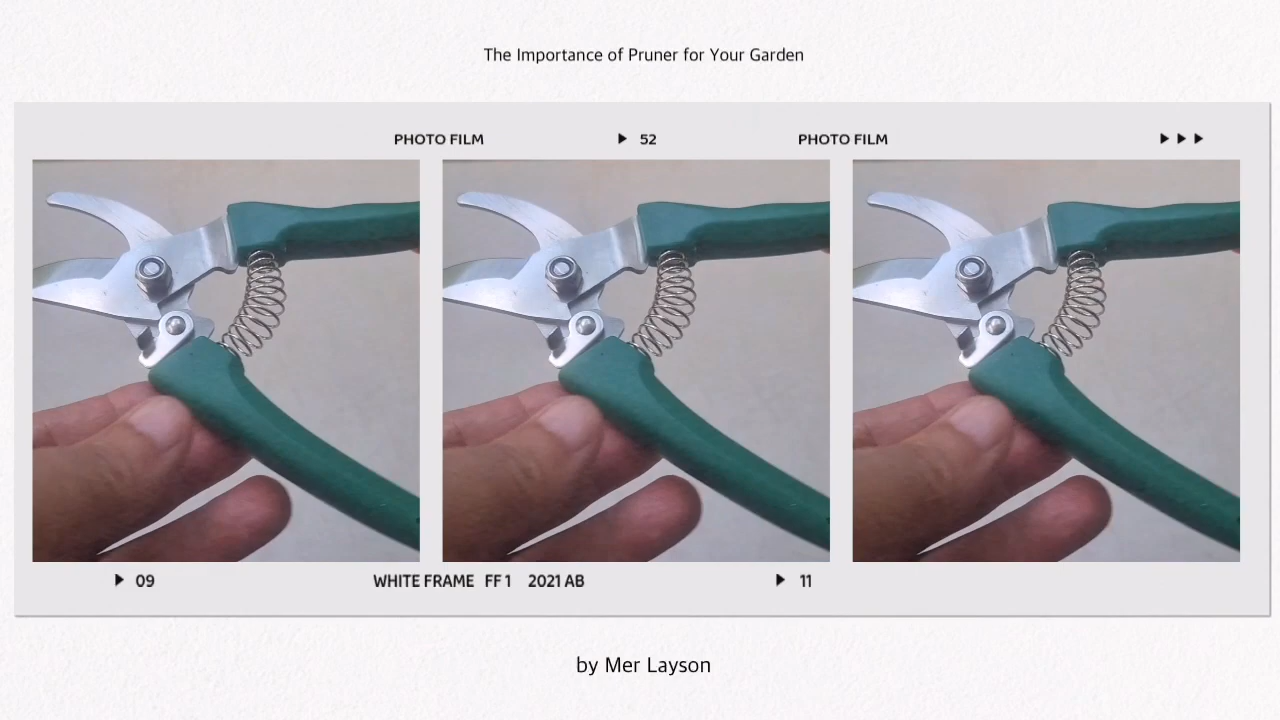 The Importance of Pruner for Your Garden
PHOTO FILM ▶ 52 PHOTO FILM ▶ ▶ ▶
▶ 09 WHITE FRAME FF 1 2021 AB ▶ 11
by Mer Layson